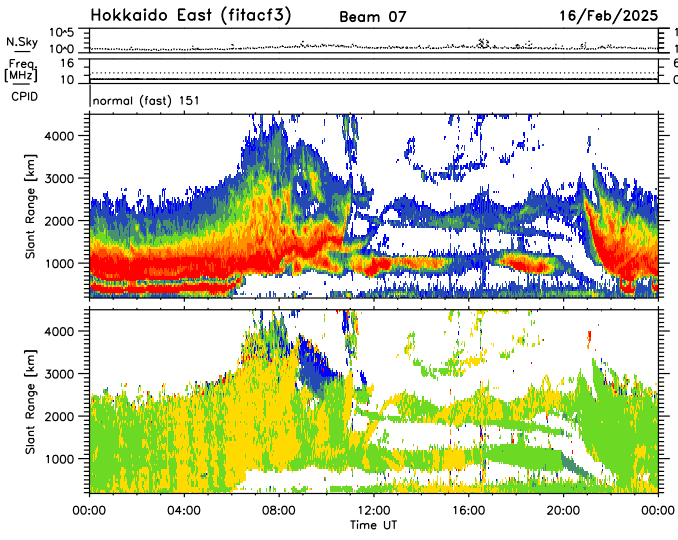 Hokkaido East (fitacf3) Beam 07 16/Feb/2025
N.Sky 10^5 10^0 1 1
Freq. [MHz] 16 10 6 0
CPID normal (fast) 151
Slant Range [km] 4000 3000 2000 1000
Slant Range [km] 4000 3000 2000 1000
00:00 04:00 08:00 12:00 16:00 20:00 00:00
Time UT